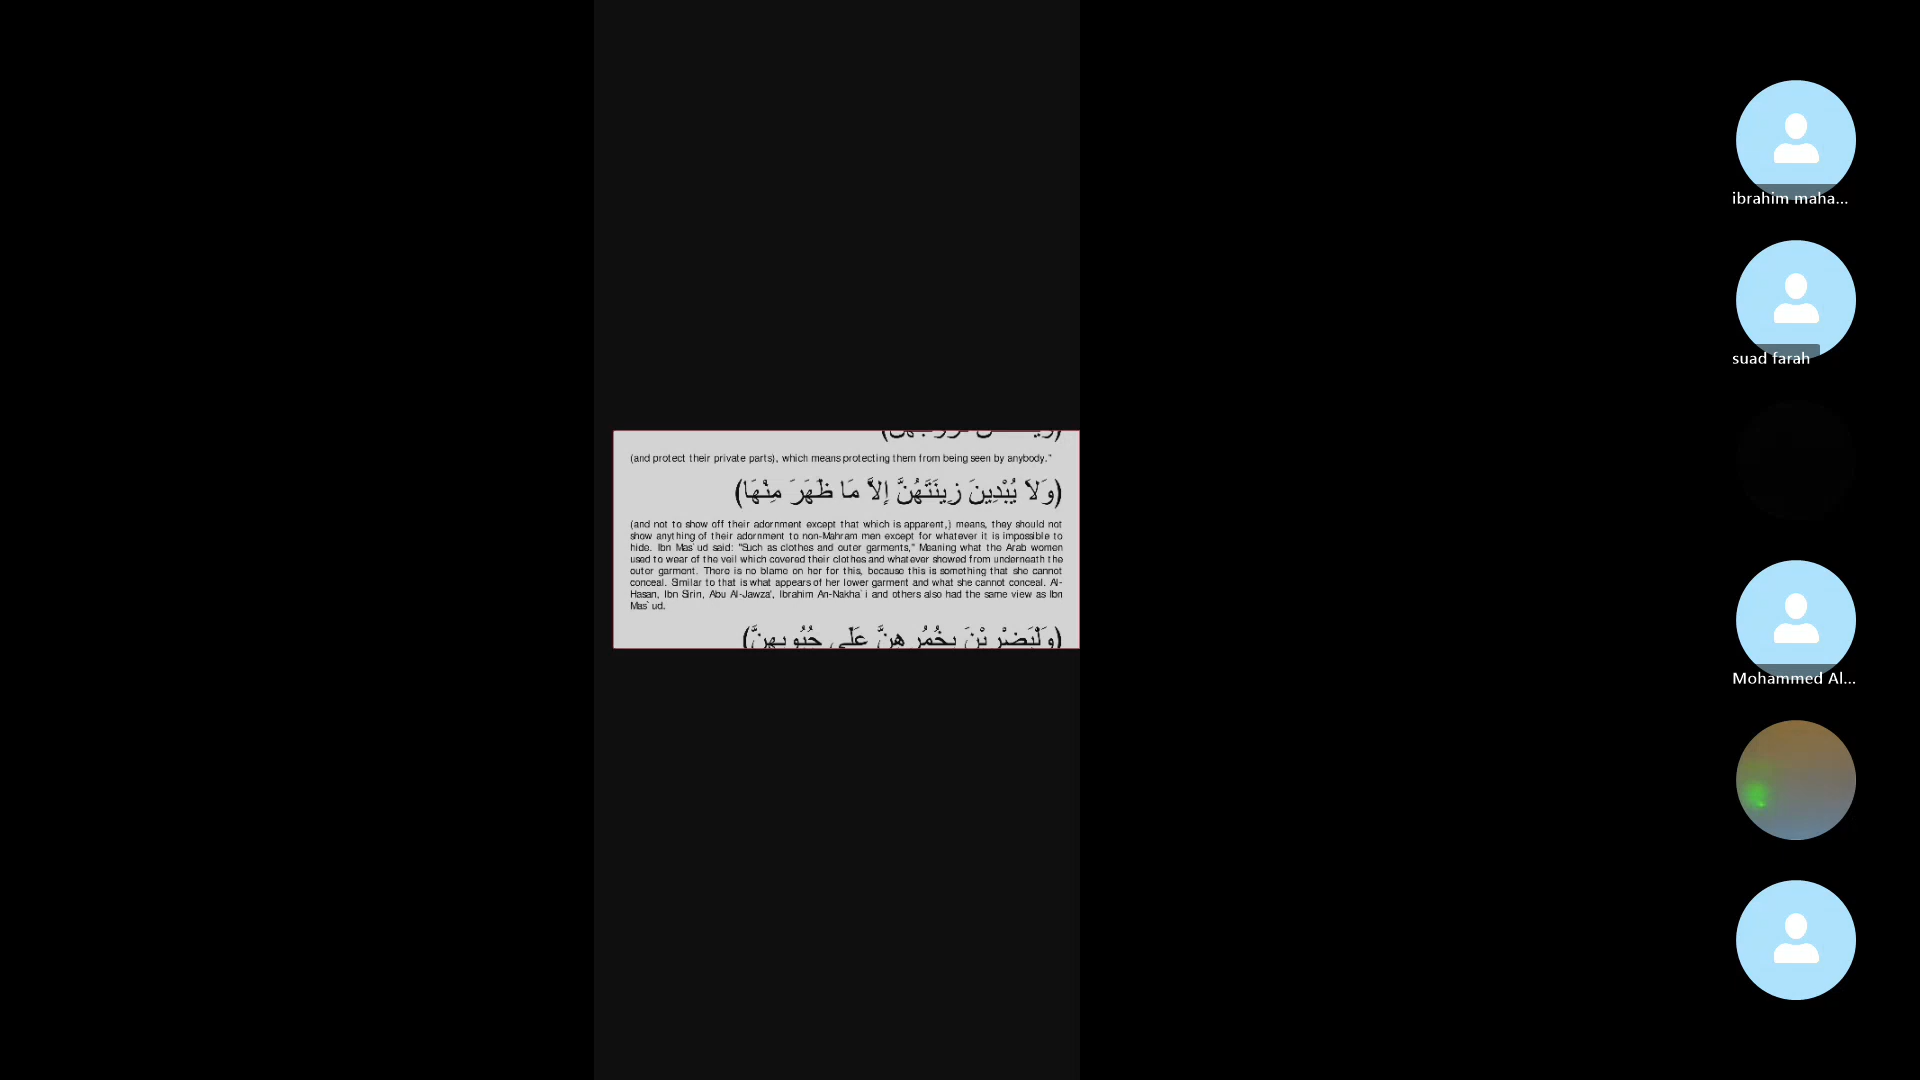 (and protect their private parts), which means protecting them from being seen by anybody."
(وَلاَ يُبْدِينَ زِينَتَهُنَّ إِلاَّ مَا ظَهَرَ مِنْهَا)
(and not to show off their adornment except that which is apparent,) means, they should not
show anything of their adornment to non-Mahram men except for whatever it is impossible to
hide. Ibn Mas`ud said: "Such as clothes and outer garments," Meaning what the Arab women
used to wear of the veil which covered their clothes and whatever showed from underneath the
outer garment. There is no blame on her for this, because this is something that she cannot
conceal. Similar to that is what appears of her lower garment and what she cannot conceal. Al-
Hasan, Ibn Sirin, Abu Al-Jawza', Ibrahim An-Nakha`i and others also had the same view as Ibn
Mas`ud.
(وَلْيَضْرِبْنَ بِخُمُرِهِنَّ عَلَى جُيُوبِهِنَّ)
ibrahim maha...
suad farah
Mohammed Al...